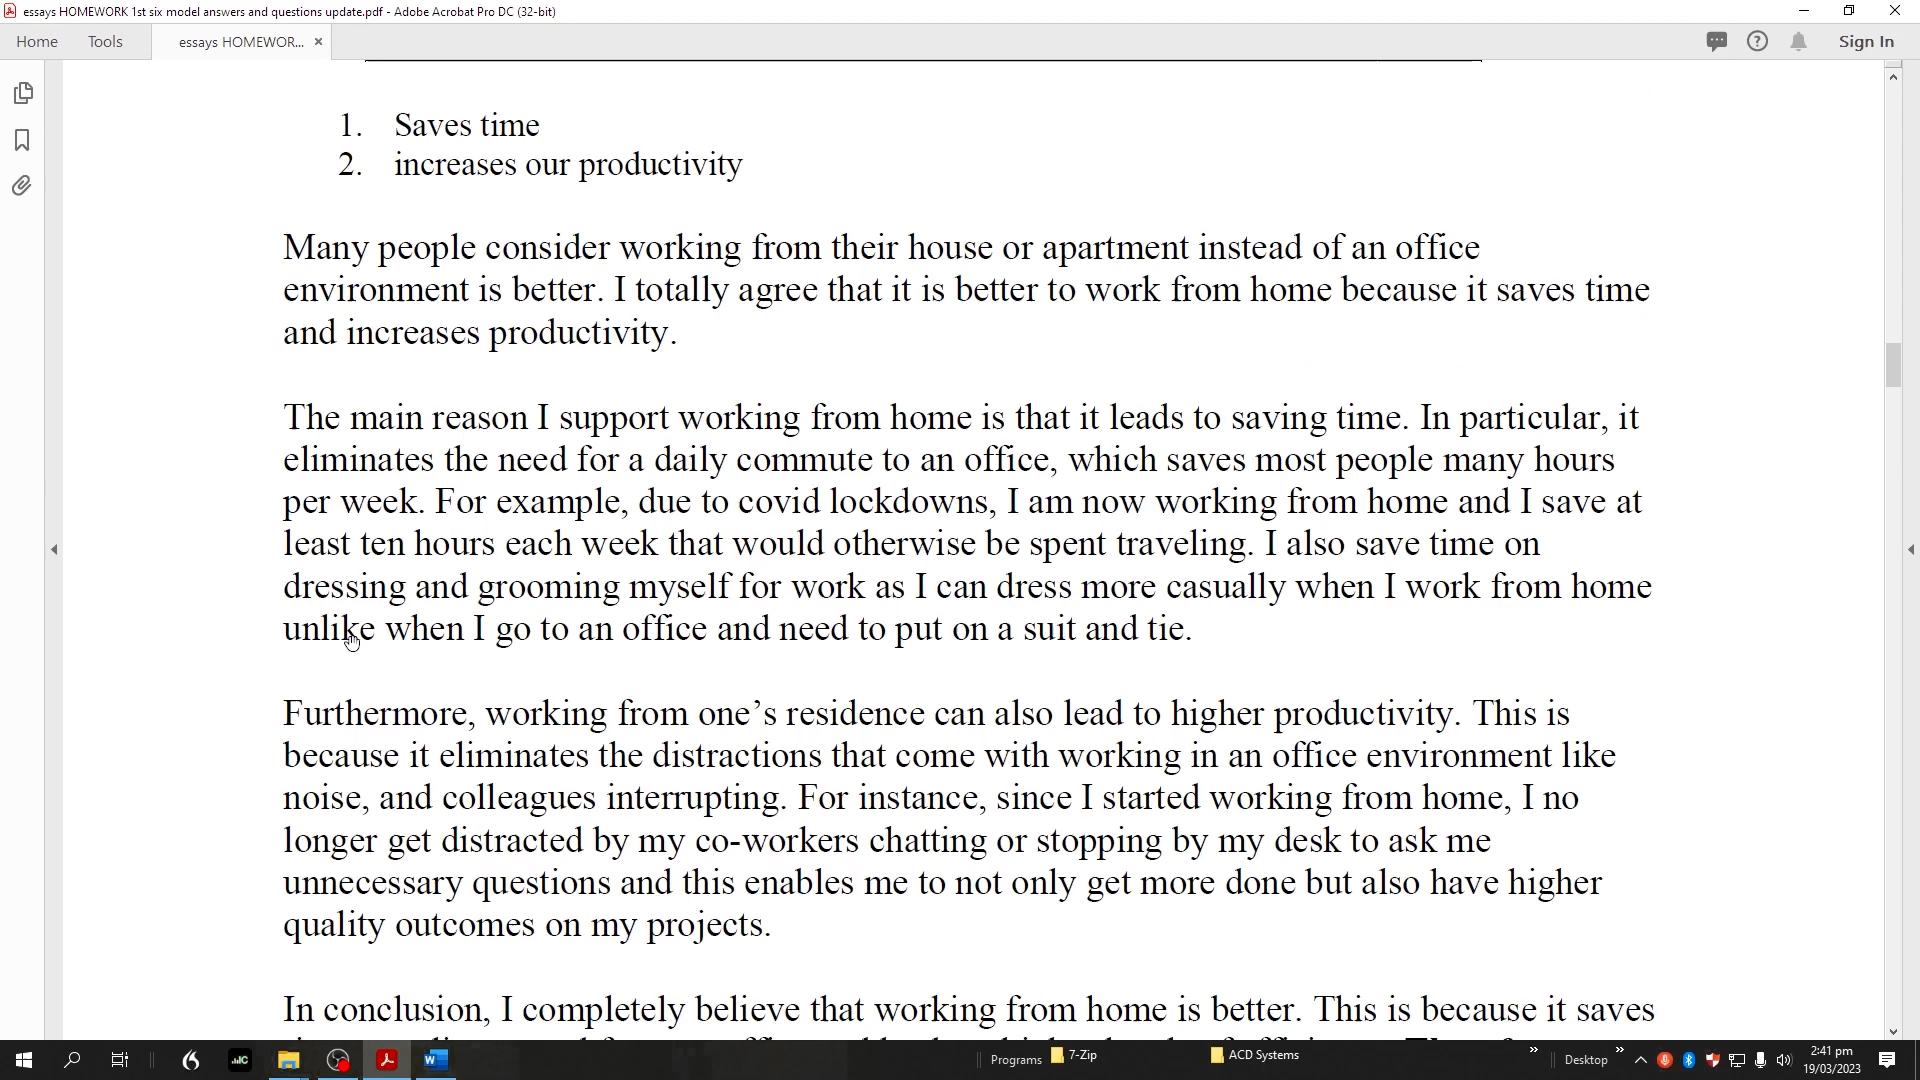 essays HOMEWORK 1st six model answers and questions update.pdf - Adobe Acrobat Pro DC (32-bit)
Home Tools essays HOMEWOR... × Sign In
1. Saves time
2. increases our productivity
Many people consider working from their house or apartment instead of an office
environment is better. I totally agree that it is better to work from home because it saves time
and increases productivity.
The main reason I support working from home is that it leads to saving time. In particular, it
eliminates the need for a daily commute to an office, which saves most people many hours
per week. For example, due to covid lockdowns, I am now working from home and I save at
least ten hours each week that would otherwise be spent traveling. I also save time on
dressing and grooming myself for work as I can dress more casually when I work from home
unlike when I go to an office and need to put on a suit and tie.
Furthermore, working from one’s residence can also lead to higher productivity. This is
because it eliminates the distractions that come with working in an office environment like
noise, and colleagues interrupting. For instance, since I started working from home, I no
longer get distracted by my co-workers chatting or stopping by my desk to ask me
unnecessary questions and this enables me to not only get more done but also have higher
quality outcomes on my projects.
In conclusion, I completely believe that working from home is better. This is because it saves
Programs 7-Zip ACD Systems » Desktop » 2:41 pm
19/03/2023